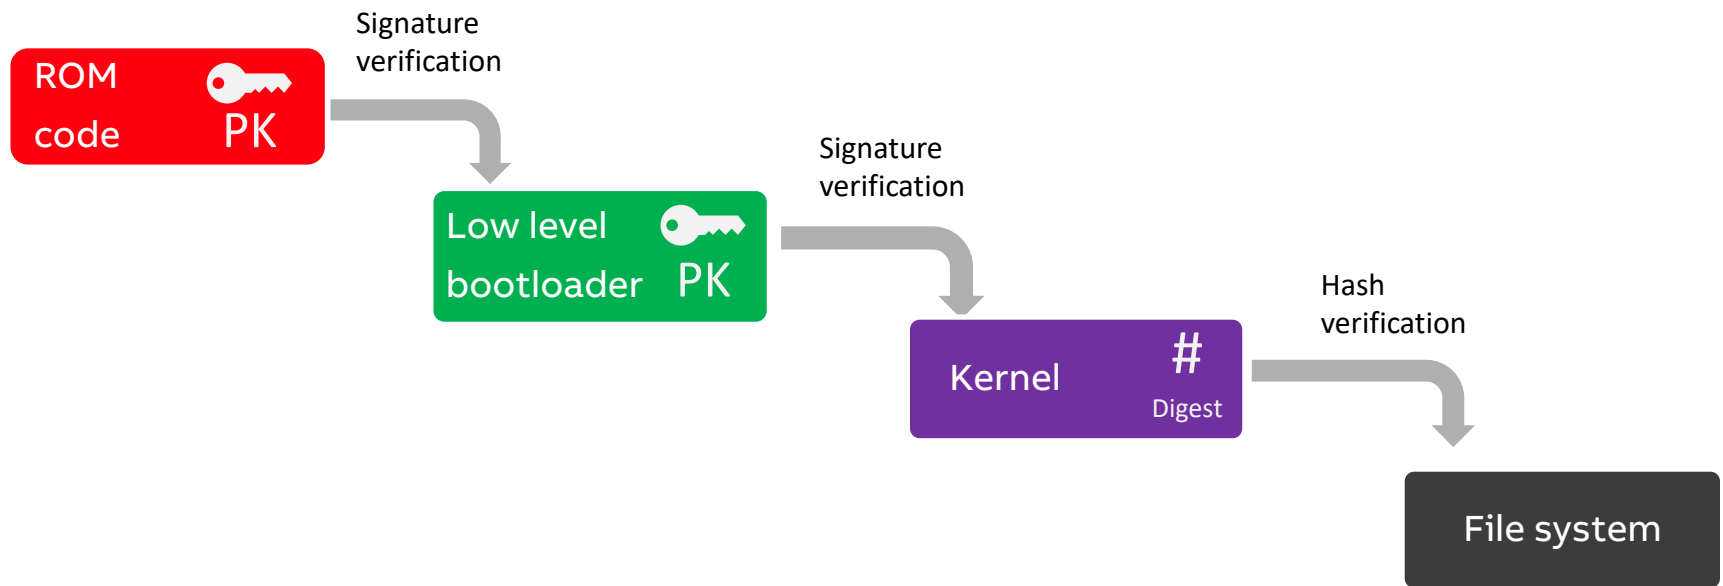 Signature
verification
ROM
code
PK
Signature
verification
Low level
bootloader
PK
Hash
verification
Kernel
#
Digest
File system